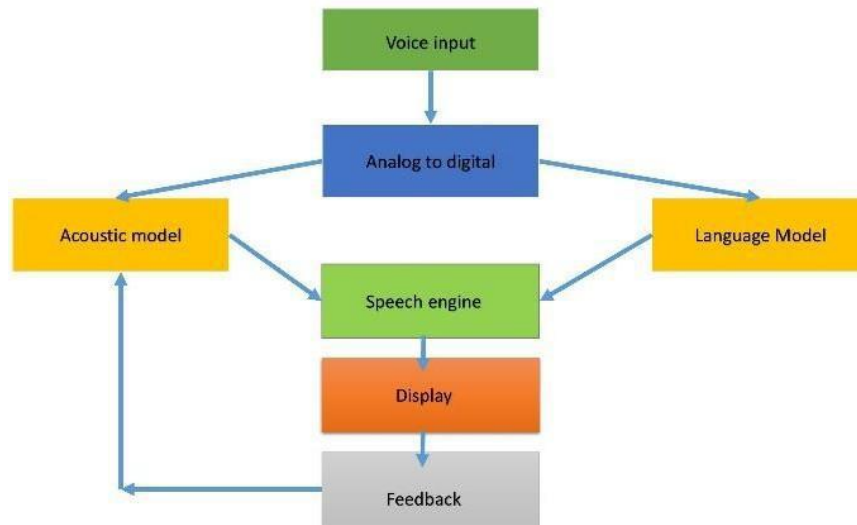 Voice input
Analog to digital
Acoustic model
Language Model
Speech engine
Display
Feedback